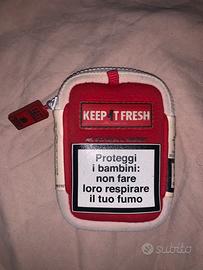 KEEP IT FRESH
Proteggi
i bambini:
non fare
loro respirare
il tuo fumo
subito